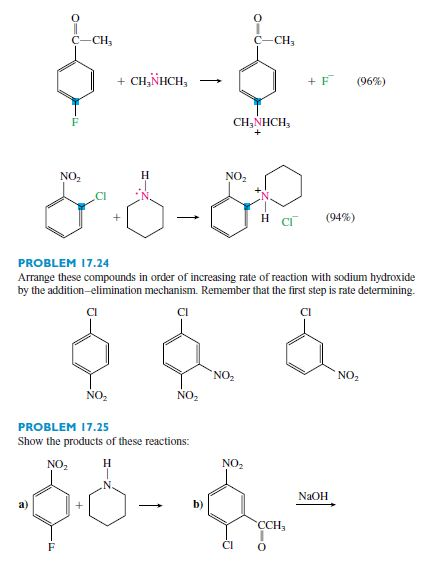 O O
C—CH₃ C—CH₃
+ CH₃N̈HCH₃ + F⁻ (96%)
F CH₃NHCH₃
+
NO₂ H NO₂
Cl N +N
+ H Cl⁻ (94%)
PROBLEM 17.24
Arrange these compounds in order of increasing rate of reaction with sodium hydroxide
by the addition–elimination mechanism. Remember that the first step is rate determining.
Cl Cl Cl
NO₂ NO₂
NO₂ NO₂
PROBLEM 17.25
Show the products of these reactions:
NO₂ H NO₂
N NaOH
a) + b)
CCH₃
F Cl O